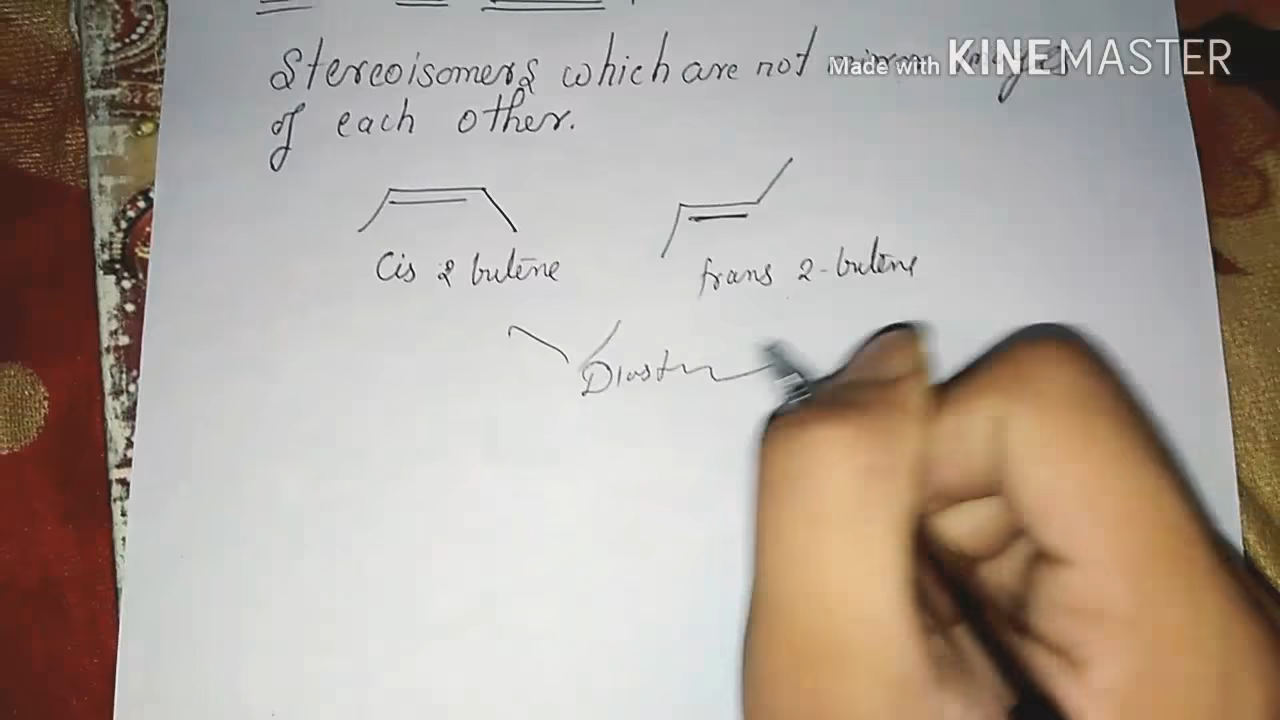 Stereoisomers which are not
Made with KINEMASTER
of each other.
Cis 2 butene
trans 2-butene